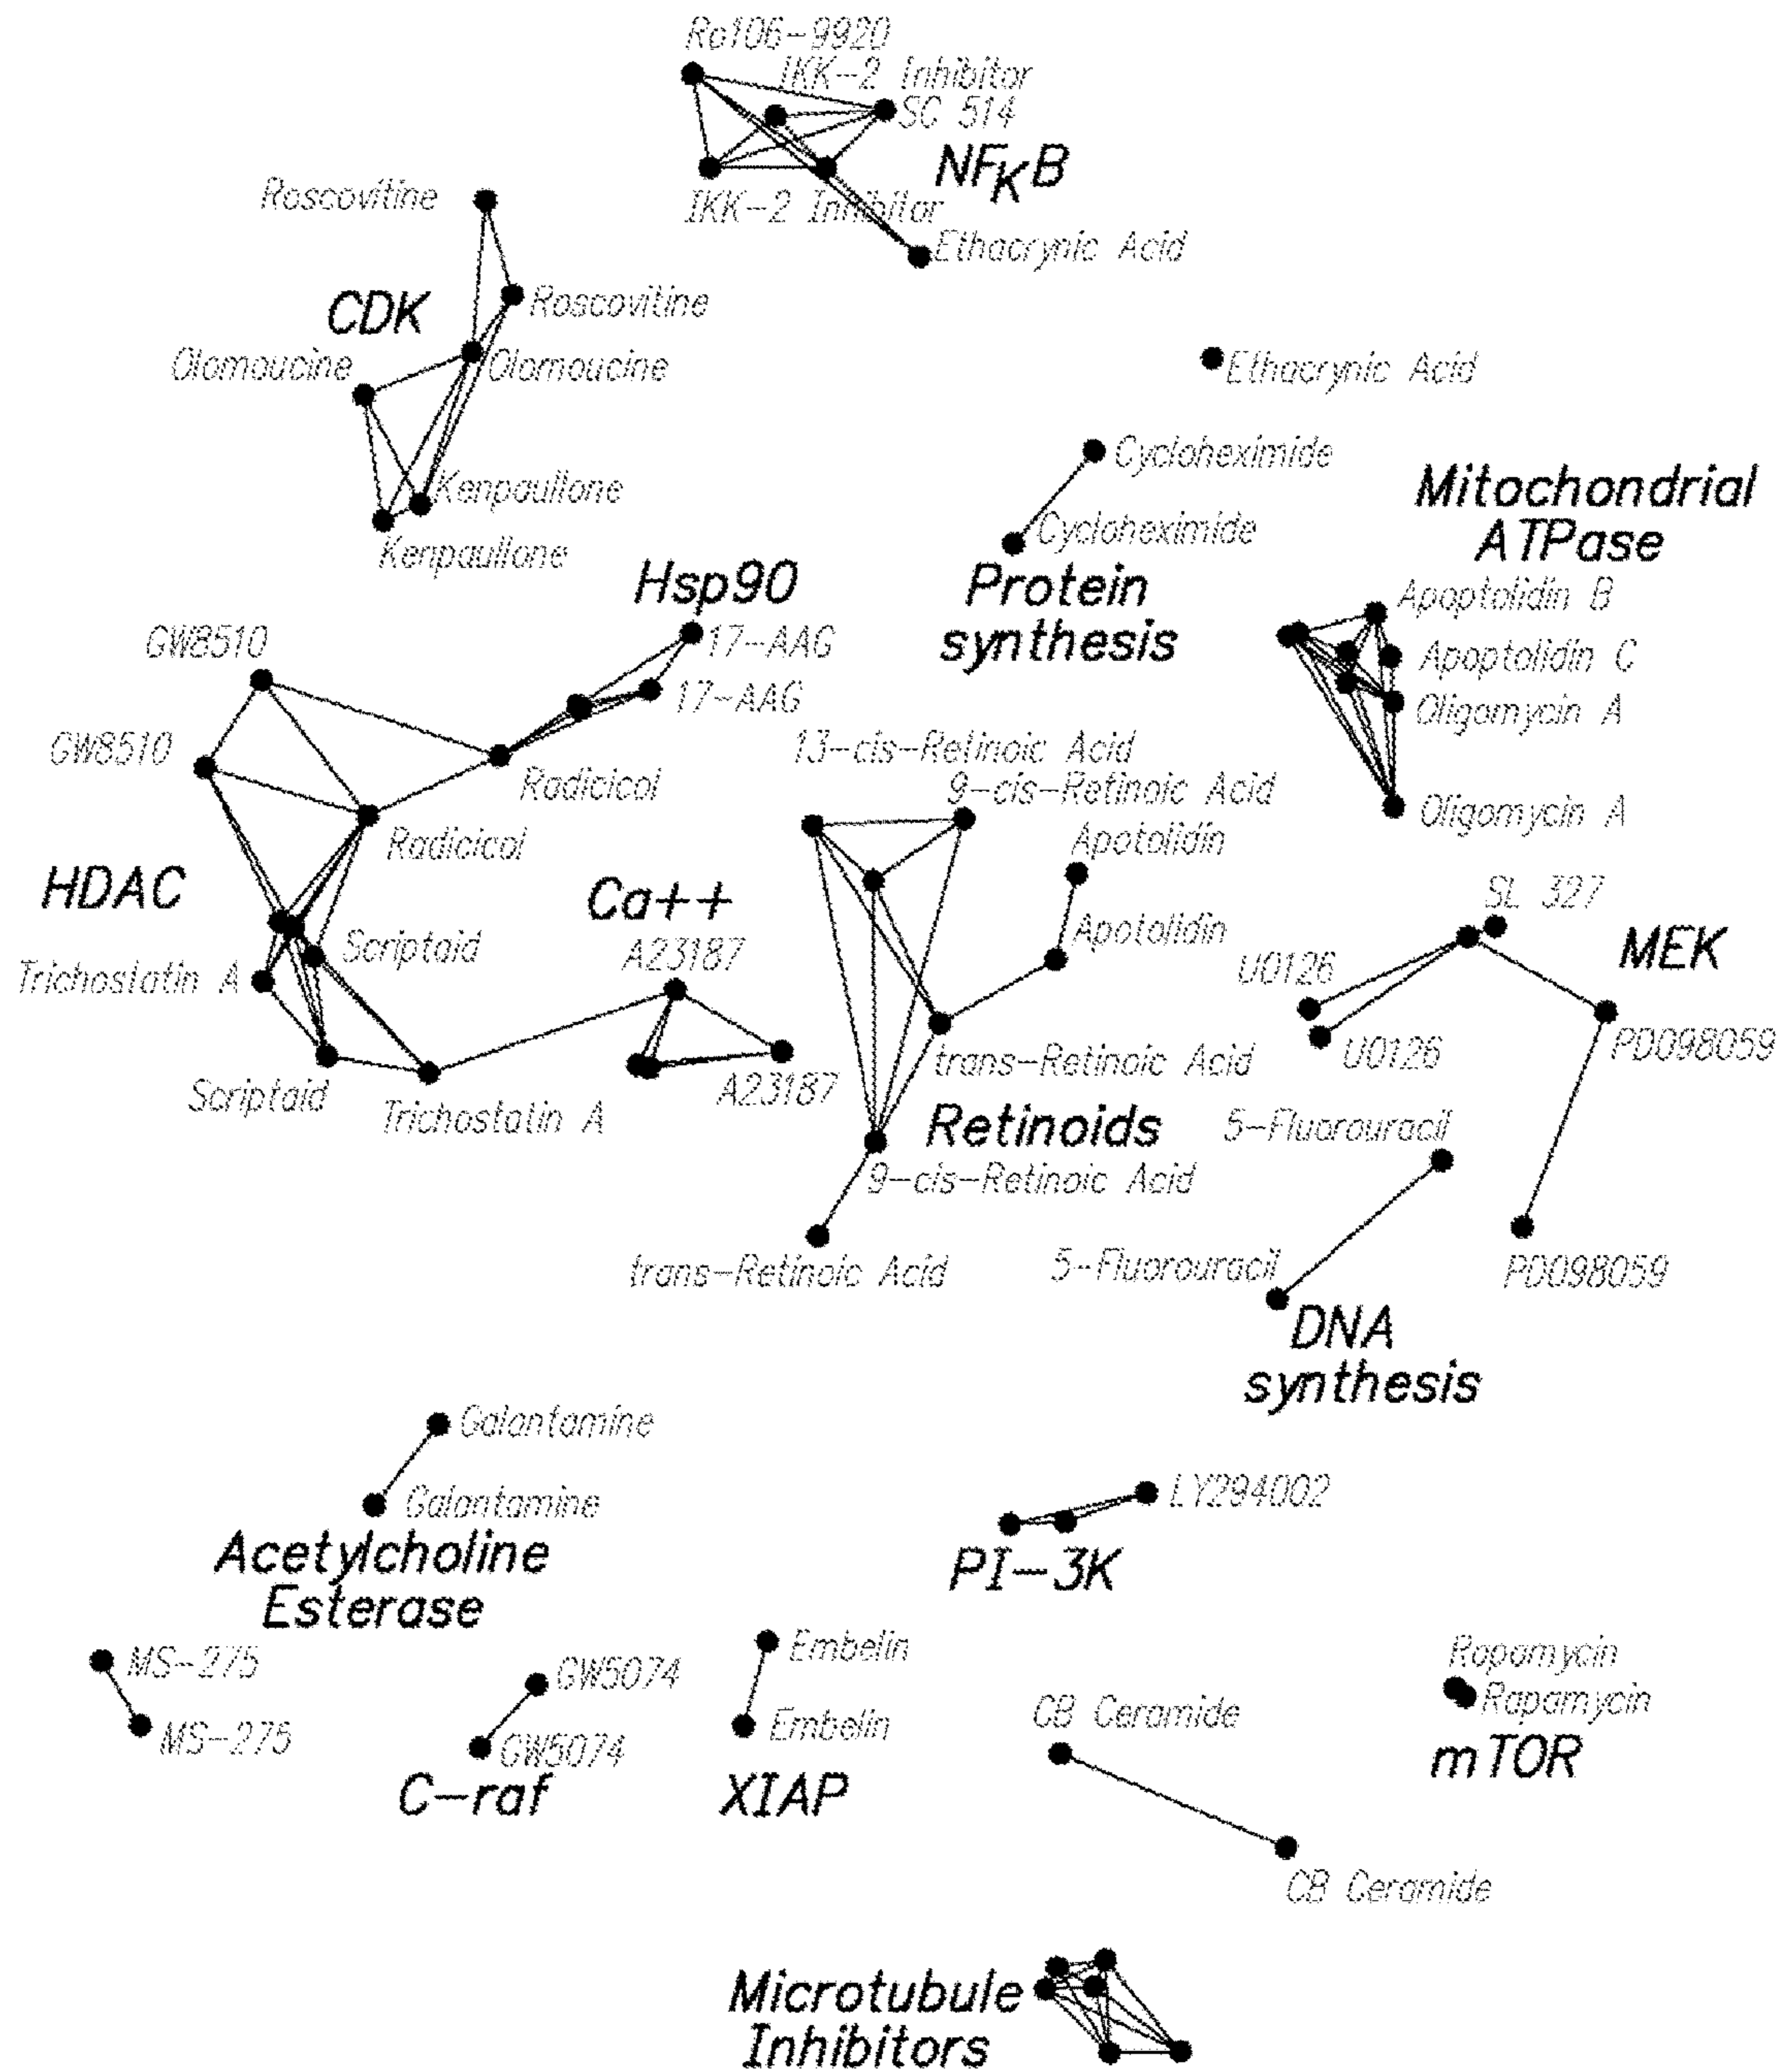 Ro106-9920
IKK-2 Inhibitor
SC 514
NFKB
IKK-2 Inhibitor
Ethacrynic Acid
Roscovitine
CDK
Roscovitine
Olomoucine
Olomoucine
Ethacrynic Acid
Kenpaullone
Kenpaullone
Cycloheximide
Cycloheximide
Protein
synthesis
Mitochondrial
ATPase
Apoptolidin B
Apoptolidin C
Oligomycin A
Oligomycin A
Hsp90
17-AAG
17-AAG
GW8510
GW8510
Radicicol
Radicicol
HDAC
Scriptaid
Trichostatin A
Scriptaid
Trichostatin A
Ca++
A23187
A23187
13-cis-Retinoic Acid
9-cis-Retinoic Acid
Apotolidin
Apotolidin
trans-Retinoic Acid
Retinoids
9-cis-Retinoic Acid
trans-Retinoic Acid
SL 327
MEK
U0126
U0126
PD098059
PD098059
5-Fluorouracil
5-Fluorouracil
DNA
synthesis
Galantamine
Galantamine
Acetylcholine
Esterase
LY294002
PI-3K
MS-275
MS-275
GW5074
GW5074
C-raf
Embelin
Embelin
XIAP
CB Ceramide
CB Ceramide
Rapamycin
Rapamycin
mTOR
Microtubule
Inhibitors